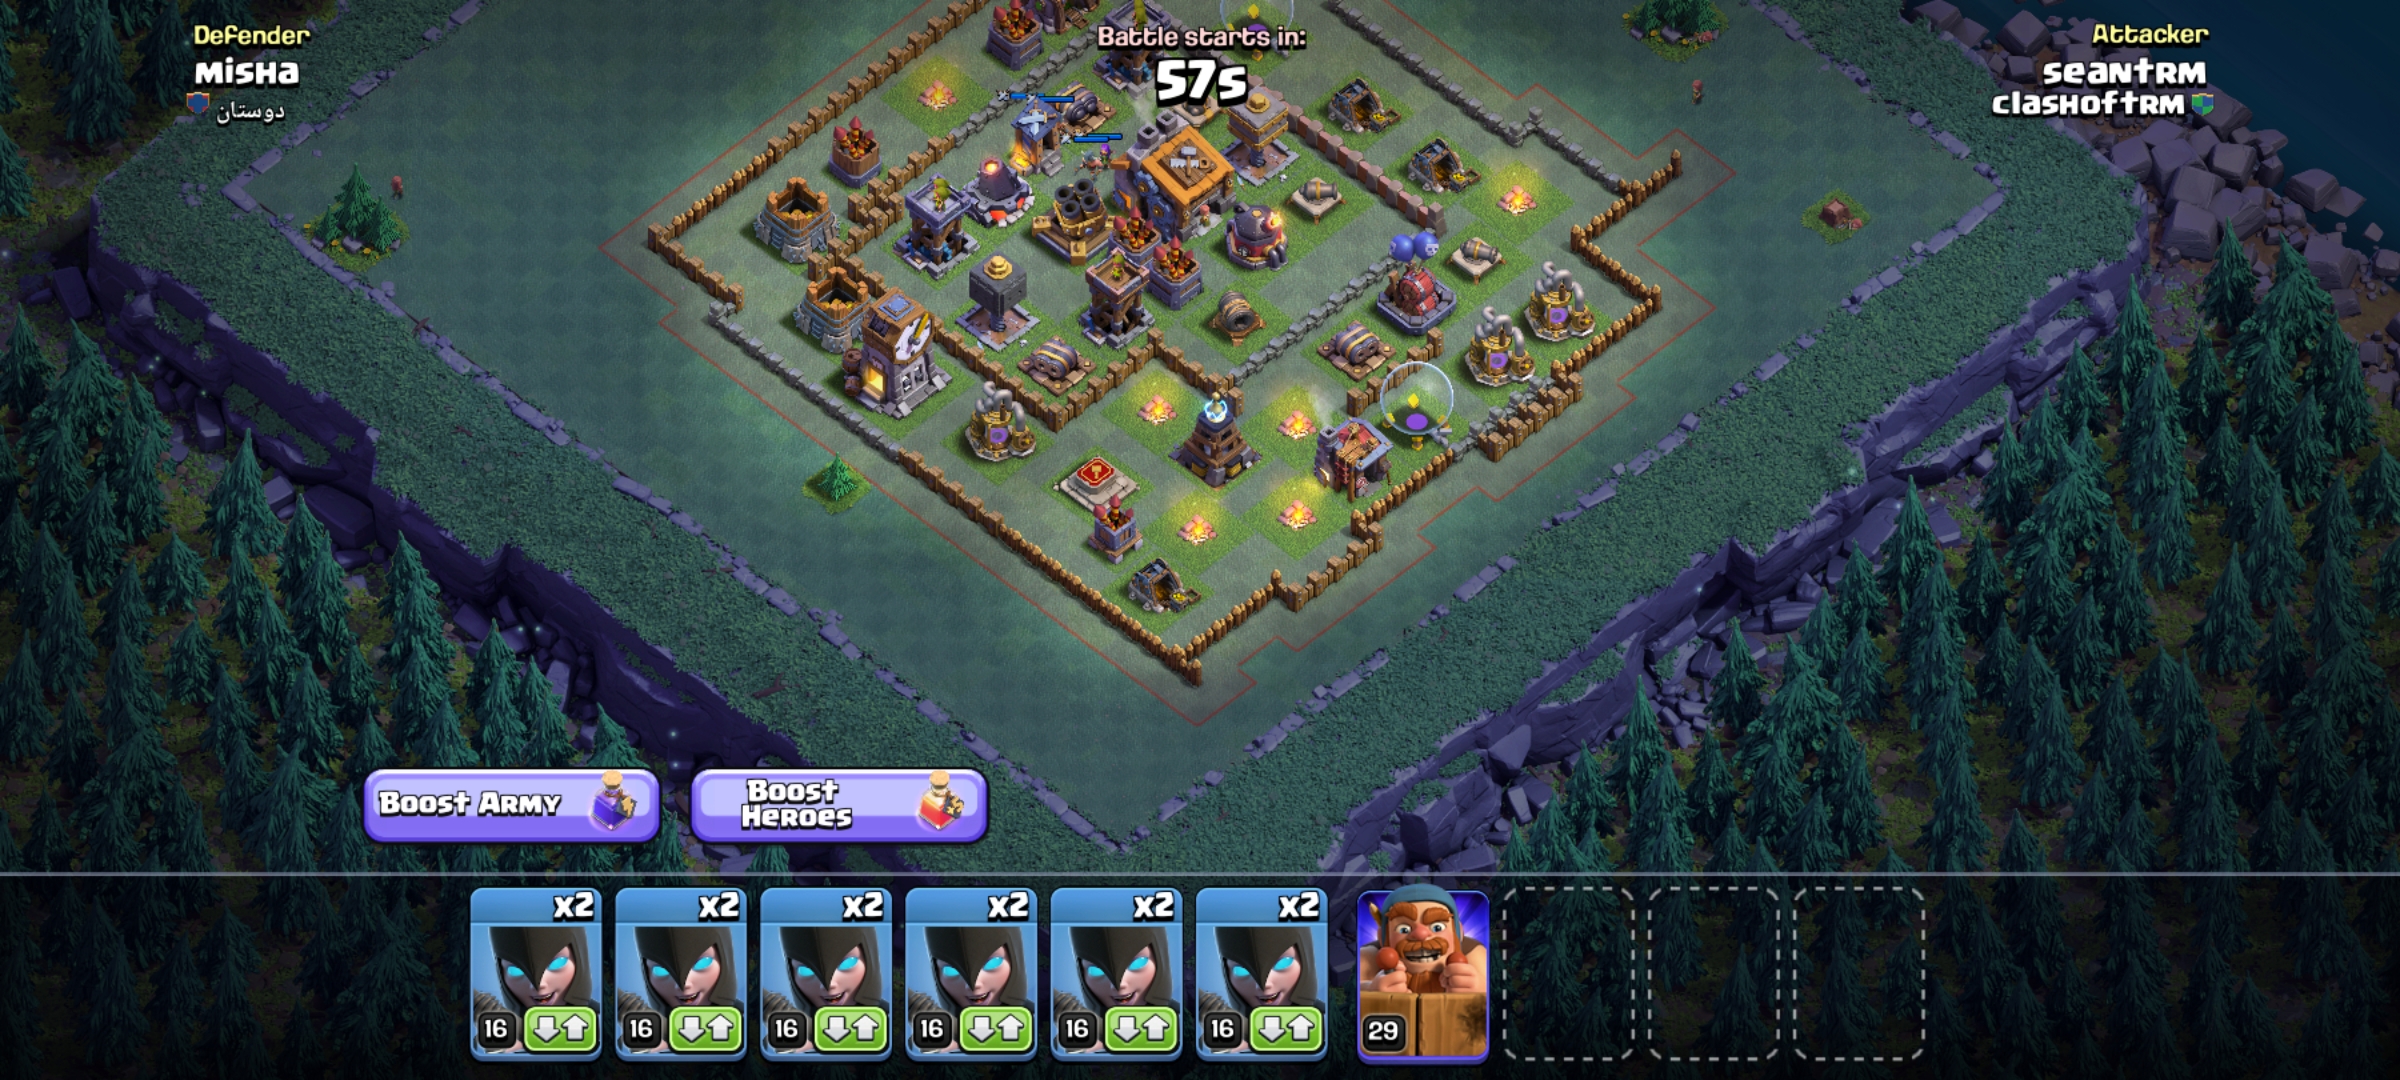 Defender
Misha
دوستان
Battle starts in:
57s
Attacker
seantRM
clashoftRM
Boost Army
Boost
Heroes
x2
x2
x2
x2
x2
x2
16
16
16
16
16
16
29